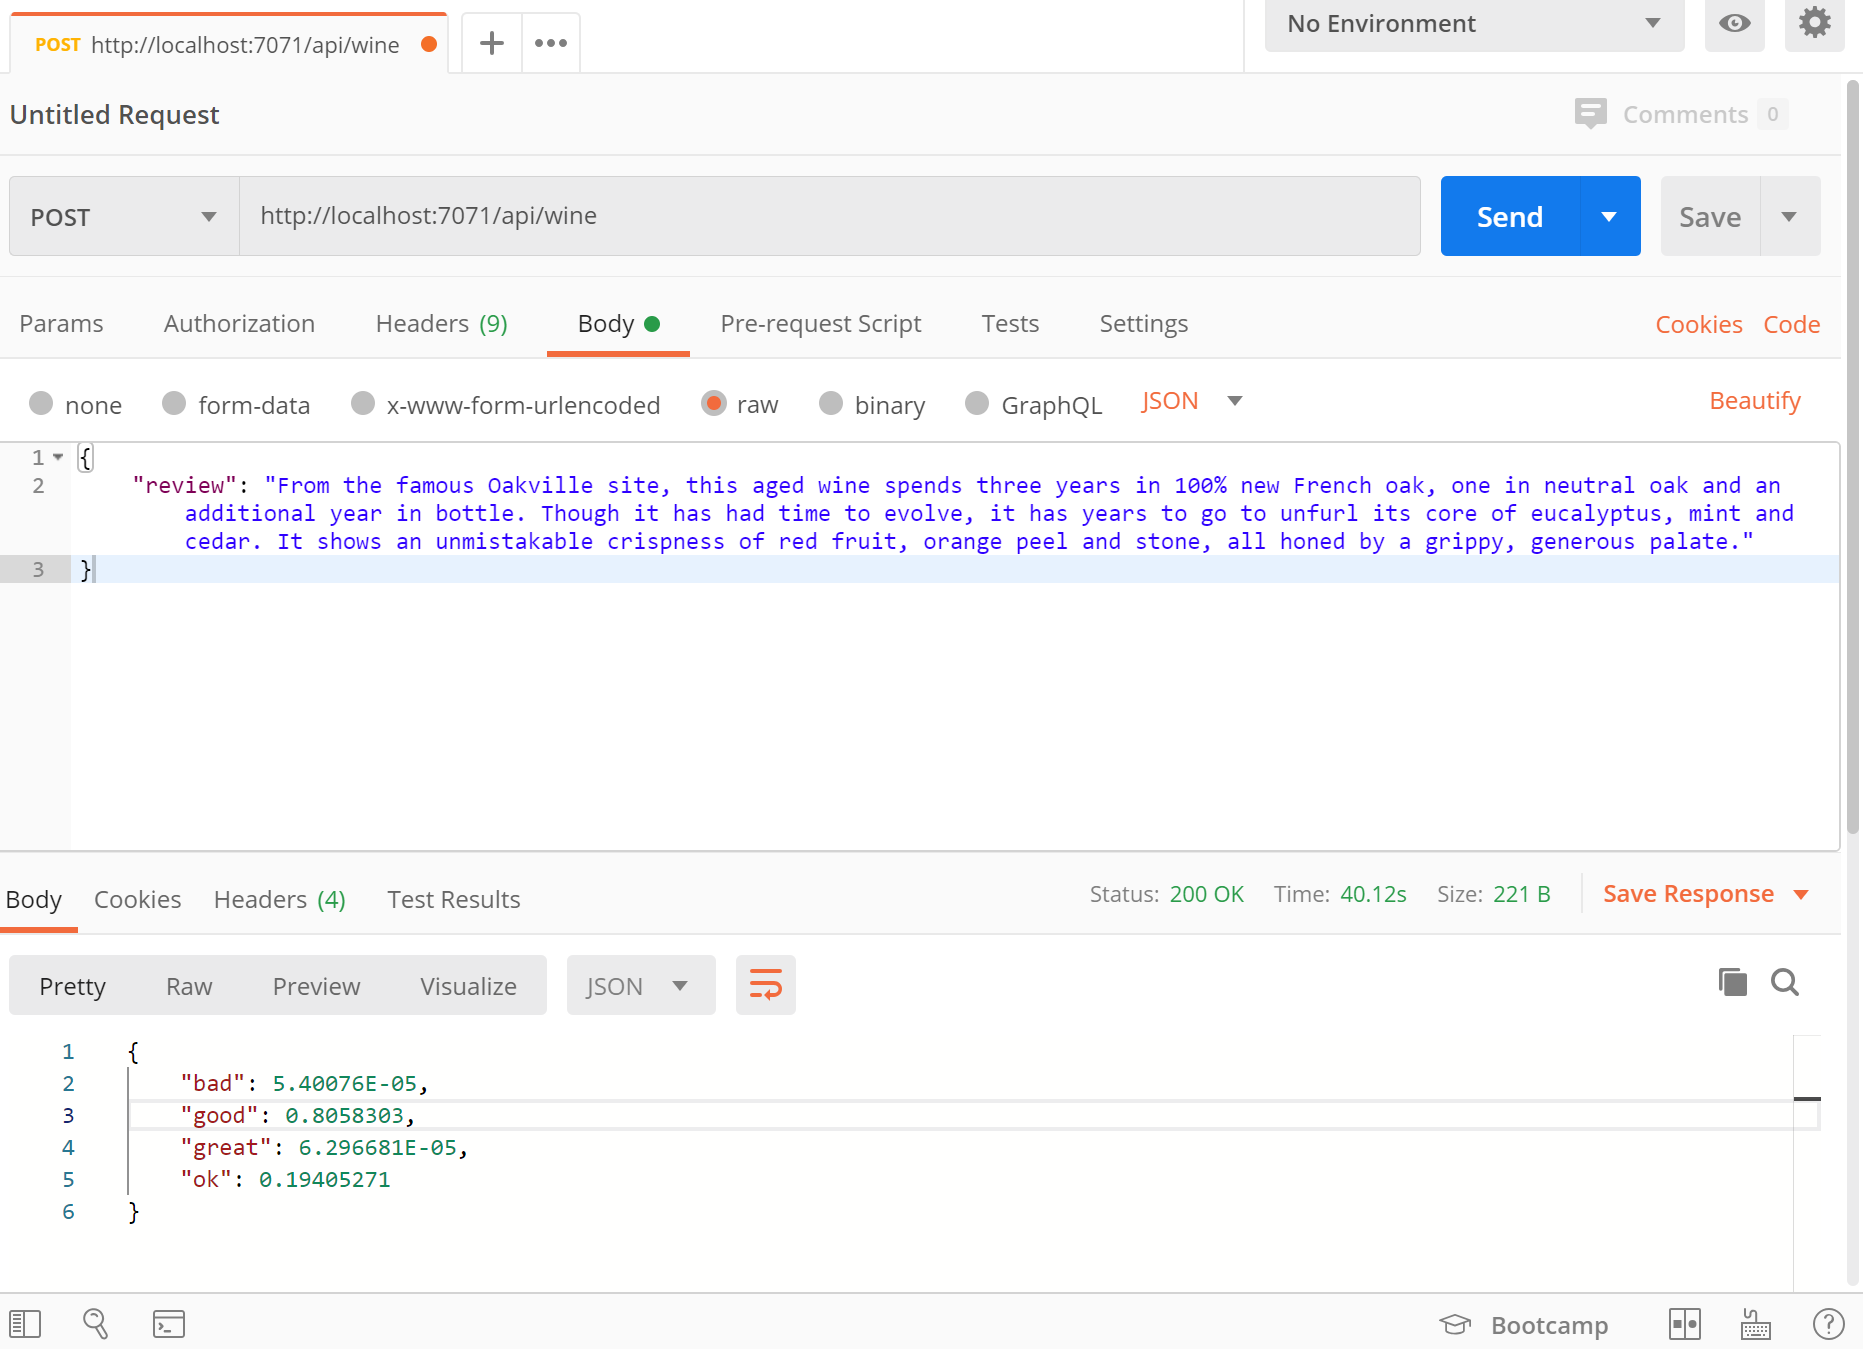 POST http://localhost:7071/api/wine
No Environment
Untitled Request
Comments 0
POST http://localhost:7071/api/wine Send Save
Params Authorization Headers (9) Body Pre-request Script Tests Settings Cookies Code
none form-data x-www-form-urlencoded raw binary GraphQL JSON Beautify
1 {
2 "review": "From the famous Oakville site, this aged wine spends three years in 100% new French oak, one in neutral oak and an
additional year in bottle. Though it has had time to evolve, it has years to go to unfurl its core of eucalyptus, mint and
cedar. It shows an unmistakable crispness of red fruit, orange peel and stone, all honed by a grippy, generous palate."
3 }
Body Cookies Headers (4) Test Results Status: 200 OK Time: 40.12s Size: 221 B Save Response
Pretty Raw Preview Visualize JSON
1 {
2 "bad": 5.40076E-05,
3 "good": 0.8058303,
4 "great": 6.296681E-05,
5 "ok": 0.19405271
6 }
Bootcamp